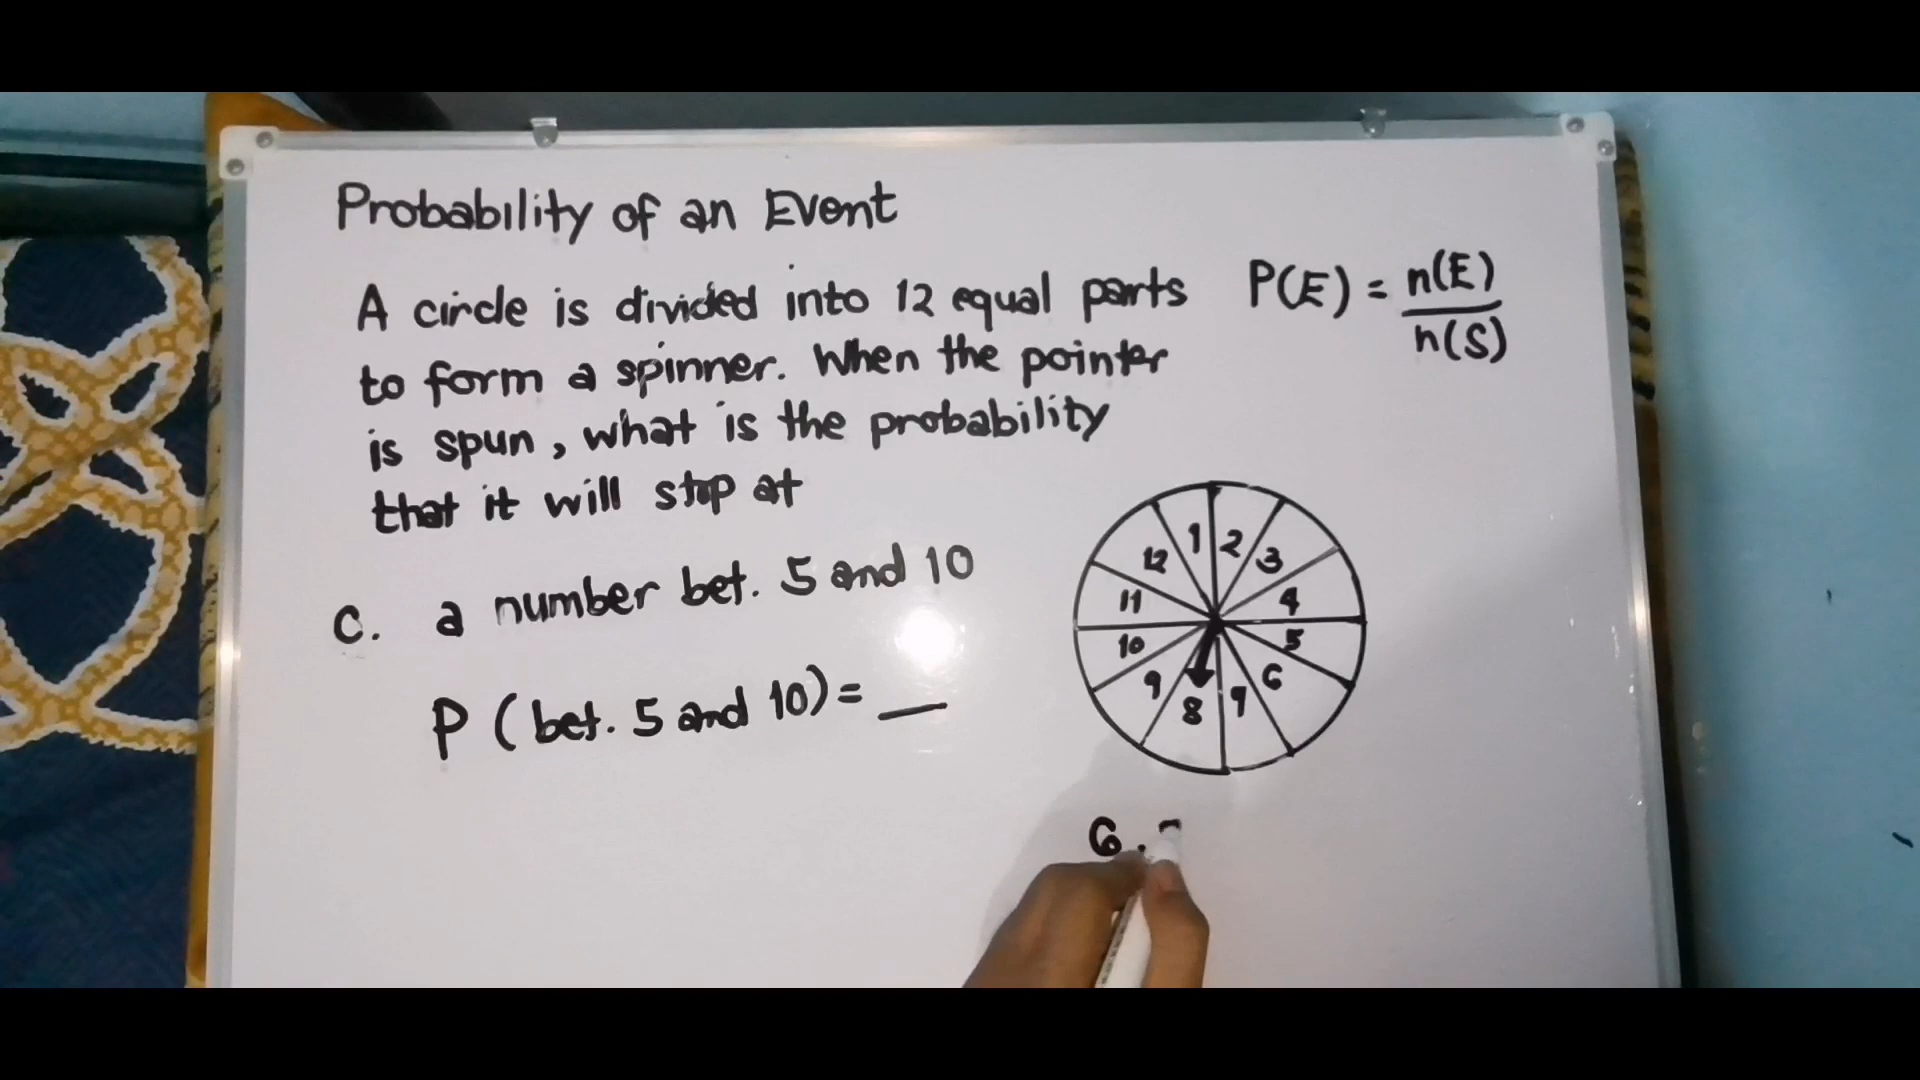 Probability of an Event
A circle is divided into 12 equal parts
to form a spinner. When the pointer
is spun, what is the probability
that it will stop at
P(E) = n(E)
n(S)
c. a number bet. 5 and 10
P (bet. 5 and 10) = __
1 2 3 4 5 6 7 8 9 10 11 12
6.